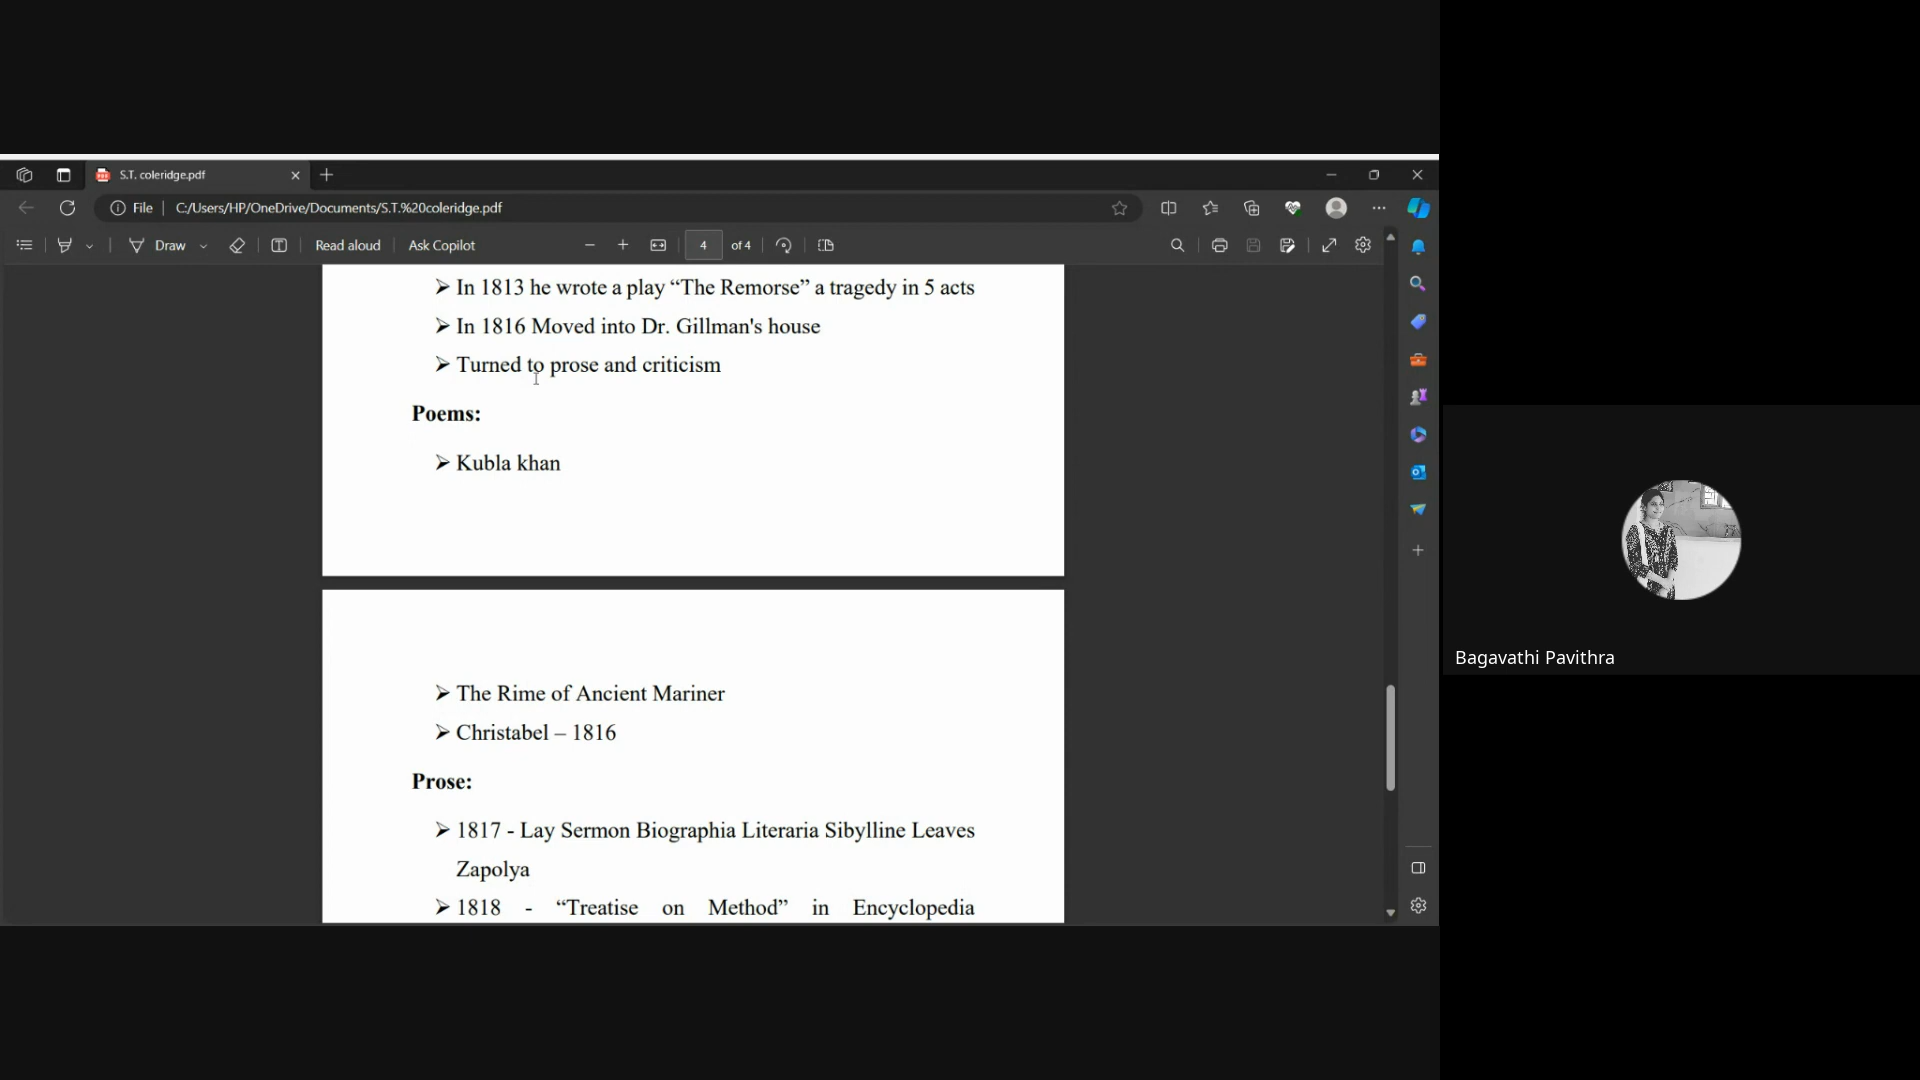 S.T. coleridge.pdf
File
C:/Users/HP/OneDrive/Documents/S.T.%20coleridge.pdf
Draw
Read aloud
Ask Copilot
4
of 4
➢ In 1813 he wrote a play “The Remorse” a tragedy in 5 acts
➢ In 1816 Moved into Dr. Gillman's house
➢ Turned to prose and criticism
Poems:
➢ Kubla khan
➢ The Rime of Ancient Mariner
➢ Christabel – 1816
Prose:
➢ 1817 - Lay Sermon Biographia Literaria Sibylline Leaves
Zapolya
➢ 1818 - “Treatise on Method” in Encyclopedia
Bagavathi Pavithra